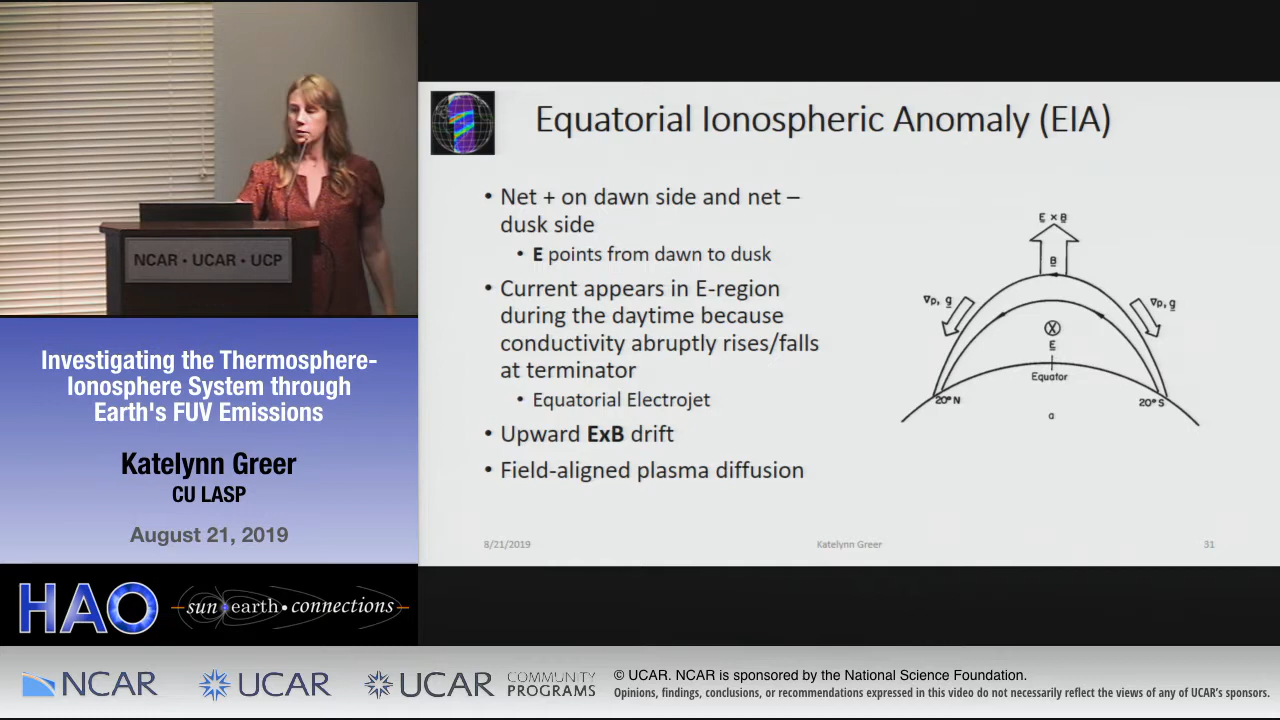 NCAR • UCAR • UCP
Investigating the Thermosphere-
Ionosphere System through
Earth's FUV Emissions
Katelynn Greer
CU LASP
August 21, 2019
HAO
sun earth • connections
Equatorial Ionospheric Anomaly (EIA)
• Net + on dawn side and net –
dusk side
• E points from dawn to dusk
• Current appears in E-region
during the daytime because
conductivity abruptly rises/falls
at terminator
• Equatorial Electrojet
• Upward ExB drift
• Field-aligned plasma diffusion
E × B
B
∇p, g
∇p, g
E
Equator
20° N
20° S
a
8/21/2019
Katelynn Greer
31
NCAR
UCAR
UCAR
COMMUNITY
PROGRAMS
© UCAR. NCAR is sponsored by the National Science Foundation.
Opinions, findings, conclusions, or recommendations expressed in this video do not necessarily reflect the views of any of UCAR's sponsors.